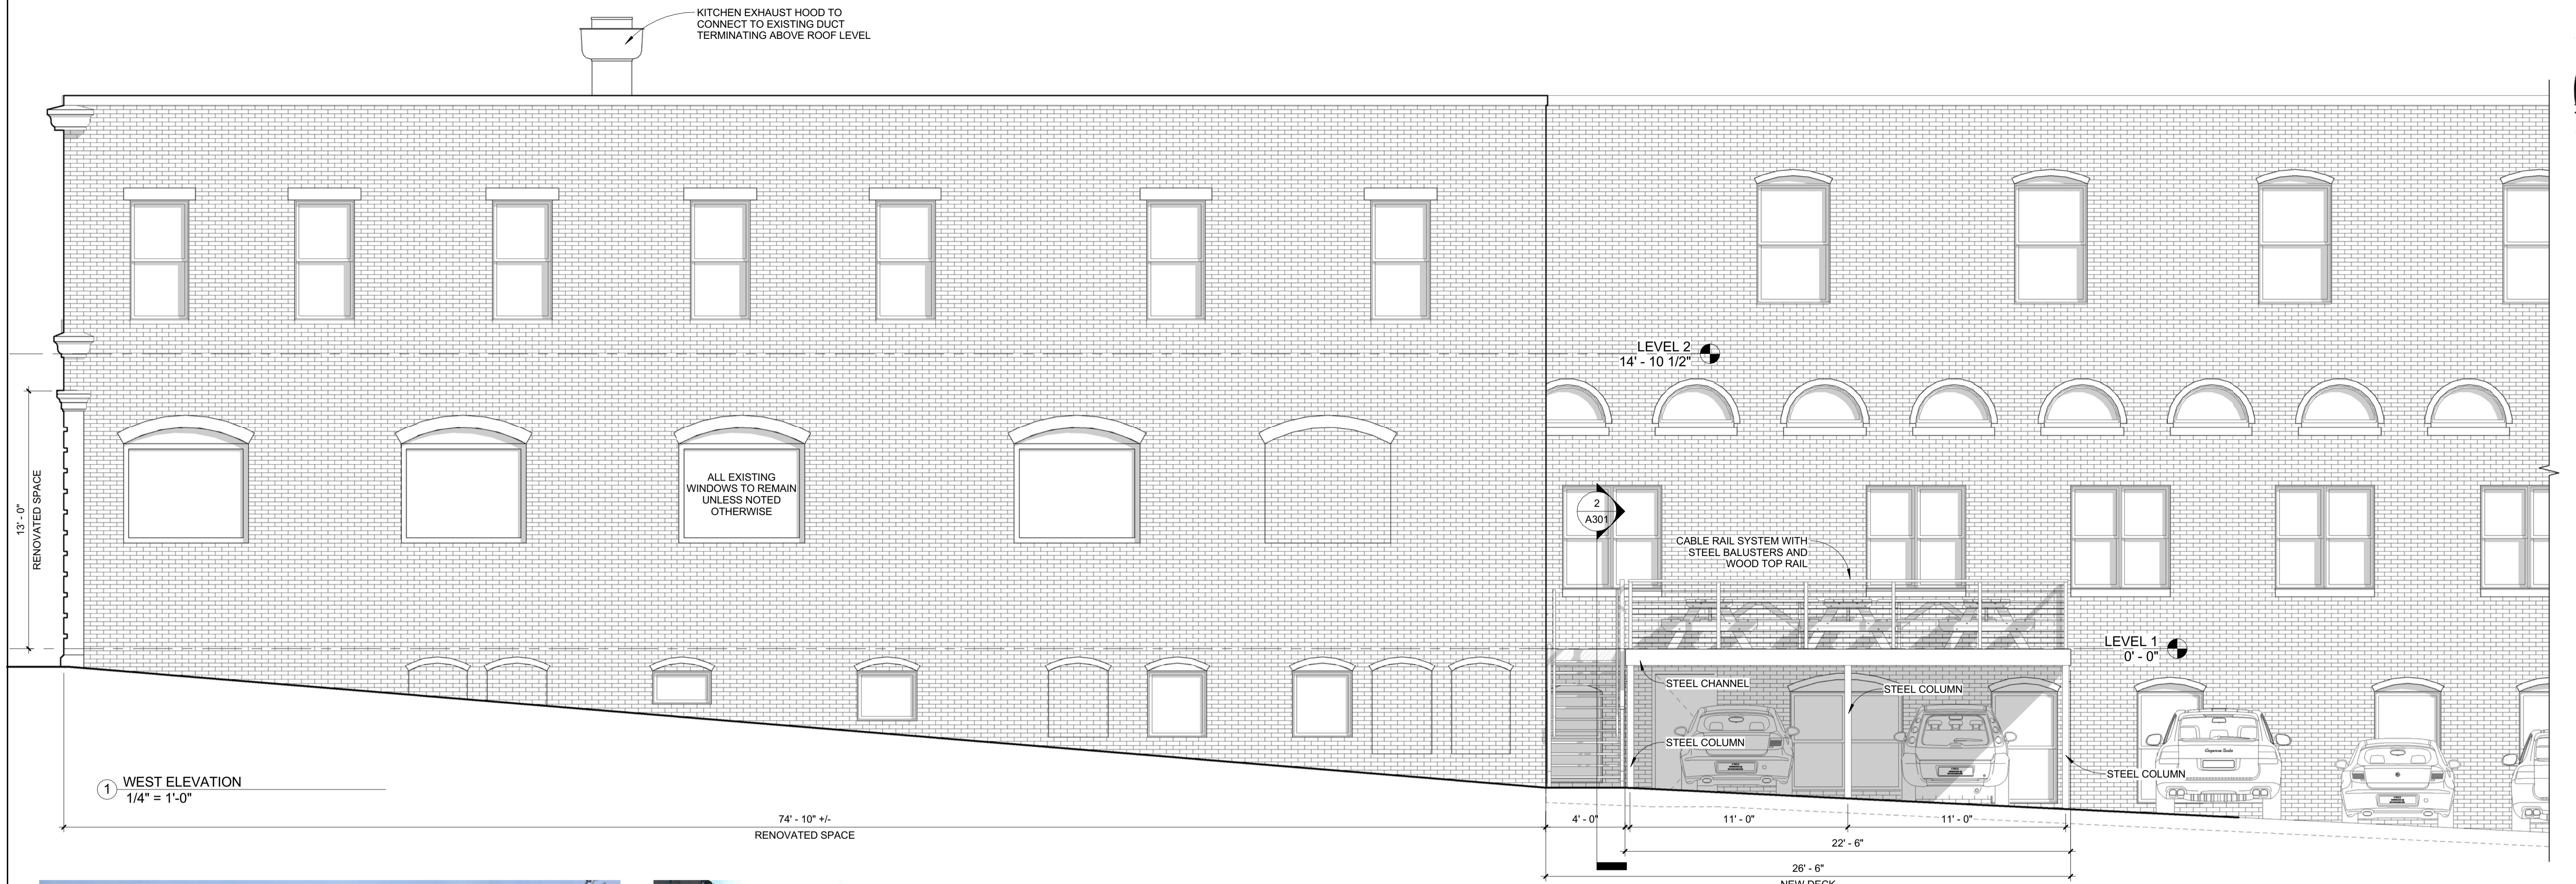 KITCHEN EXHAUST HOOD TO
CONNECT TO EXISTING DUCT
TERMINATING ABOVE ROOF LEVEL
LEVEL 2
14' - 10 1/2"
13' - 0"
RENOVATED SPACE
ALL EXISTING
WINDOWS TO REMAIN
UNLESS NOTED
OTHERWISE
2
A301
CABLE RAIL SYSTEM WITH
STEEL BALUSTERS AND
WOOD TOP RAIL
LEVEL 1
0' - 0"
STEEL CHANNEL
STEEL COLUMN
STEEL COLUMN
STEEL COLUMN
1
WEST ELEVATION
1/4" = 1'-0"
74' - 10" +/-
RENOVATED SPACE
4' - 0"
11' - 0"
11' - 0"
22' - 6"
26' - 6"
NEW DECK